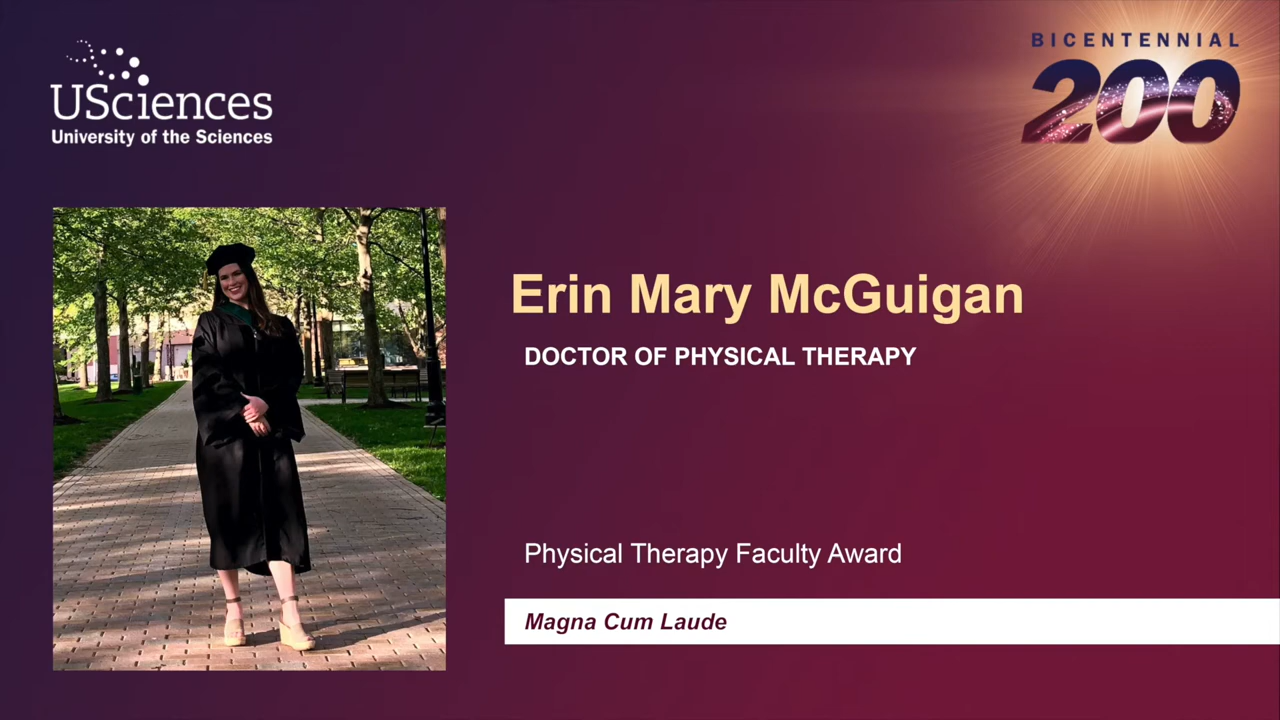 USciences
University of the Sciences
BICENTENNIAL
200
Erin Mary McGuigan
DOCTOR OF PHYSICAL THERAPY
Physical Therapy Faculty Award
Magna Cum Laude